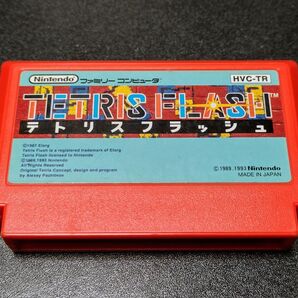 Nintendo ファミリー コンピュータ HVC-TR
TETRIS FLASH™
テトリスフラッシュ
©1987 Elorg
Tetris Flash is a registered trademark of Elorg
Tetris Flash licensed to Nintendo
©1989,1993 Nintendo
All Rights Reserved
Original Tetris Concept, design and program
by Alexey Pazhitnov
© 1989, 1993 Nintendo
MADE IN JAPAN